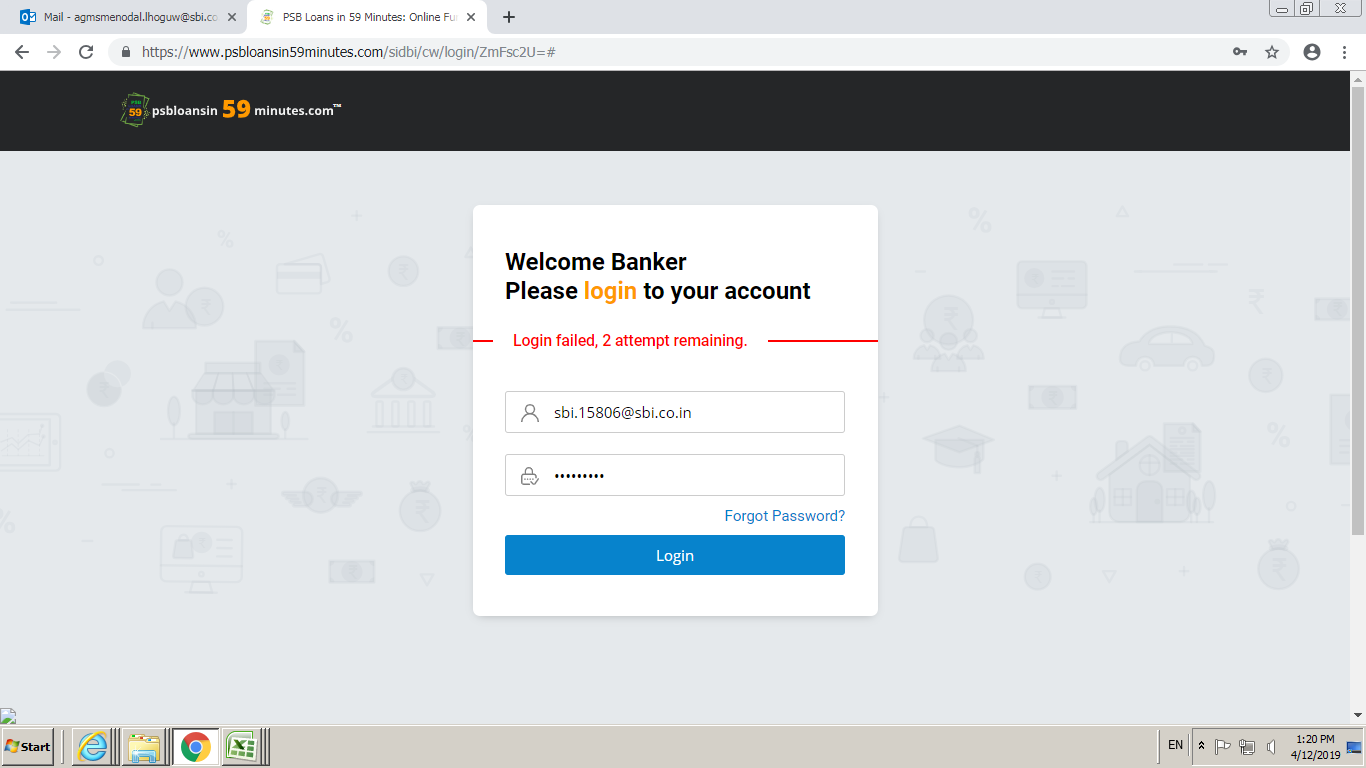 Mail - agmsmenodal.lhoguw@sbi.co
PSB Loans in 59 Minutes: Online Fu
https://www.psbloansin59minutes.com/sidbi/cw/login/ZmFsc2U=#
PSB
59
psbloansin 59 minutes.com™
Welcome Banker
Please login to your account
Login failed, 2 attempt remaining.
sbi.15806@sbi.co.in
•••••••••
Forgot Password?
Login
Start
EN
1:20 PM
4/12/2019